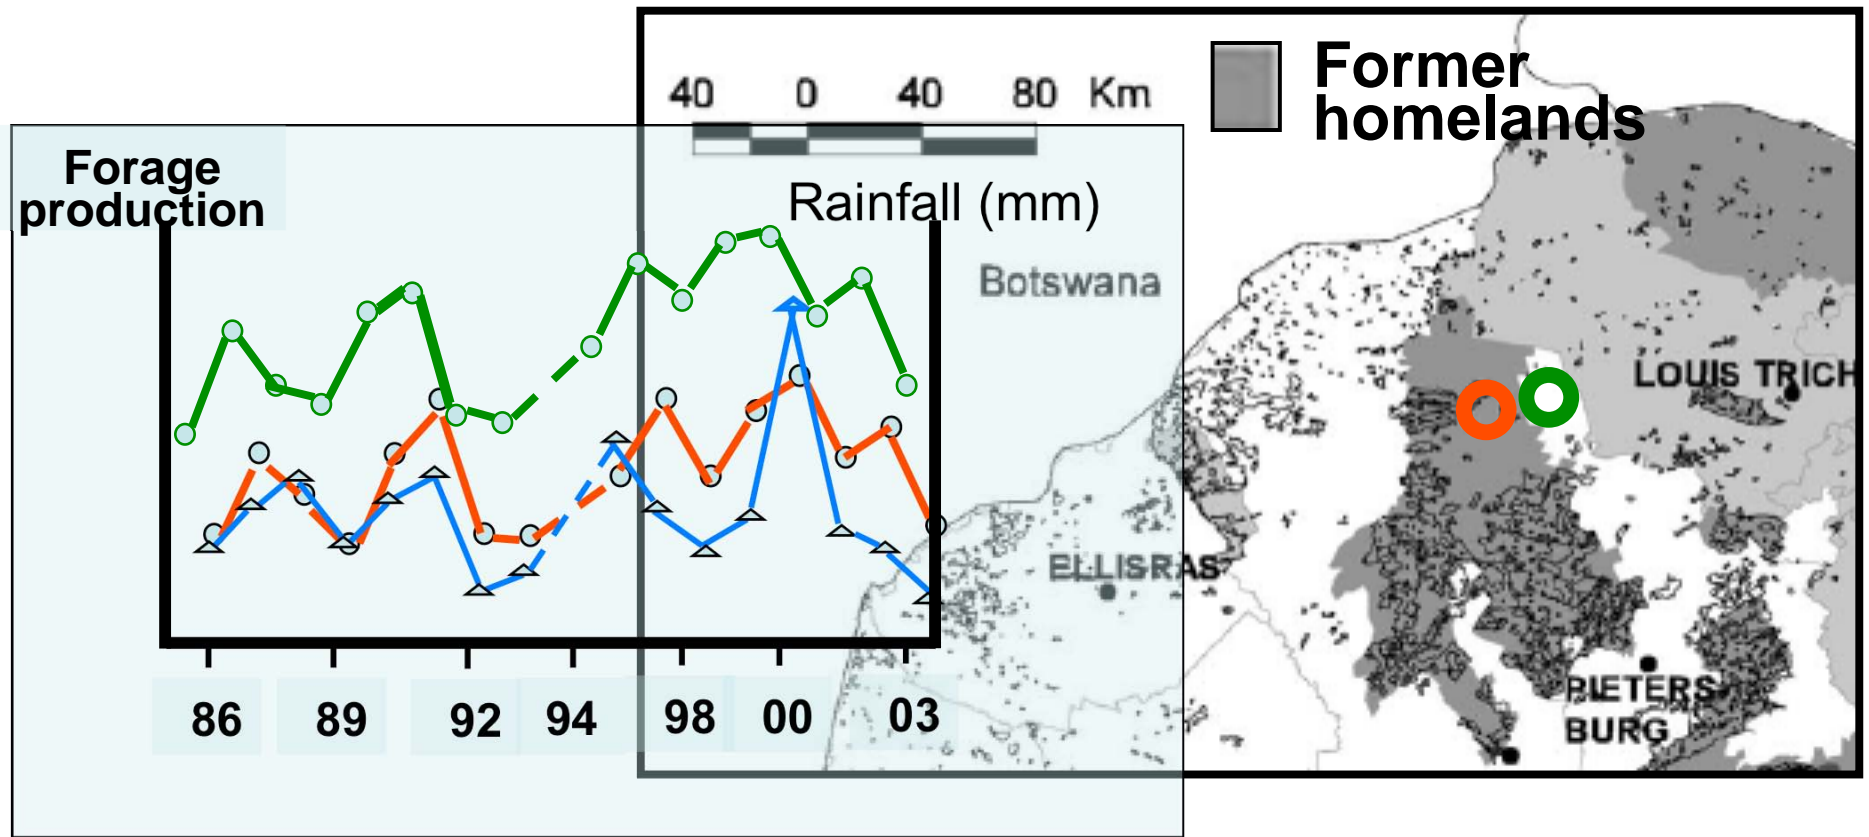 40 0 40 80 Km
Former
homelands
Forage
production
Rainfall (mm)
Botswana
LOUIS TRICH
ELLISRAS
PIETERS
BURG
86 89 92 94 98 00 03